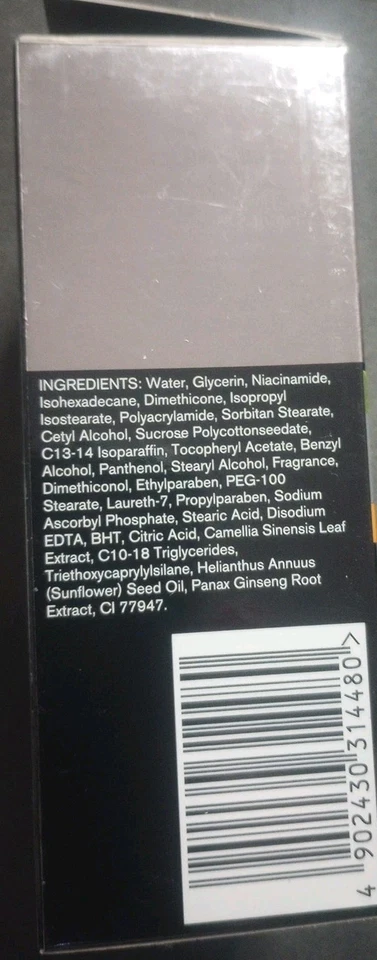 INGREDIENTS: Water, Glycerin, Niacinamide,
Isohexadecane, Dimethicone, Isopropyl
Isostearate, Polyacrylamide, Sorbitan Stearate,
Cetyl Alcohol, Sucrose Polycottonseedate,
C13-14 Isoparaffin, Tocopheryl Acetate, Benzyl
Alcohol, Panthenol, Stearyl Alcohol, Fragrance,
Dimethiconol, Ethylparaben, PEG-100
Stearate, Laureth-7, Propylparaben, Sodium
Ascorbyl Phosphate, Stearic Acid, Disodium
EDTA, BHT, Citric Acid, Camellia Sinensis Leaf
Extract, C10-18 Triglycerides,
Triethoxycaprylylsilane, Helianthus Annuus
(Sunflower) Seed Oil, Panax Ginseng Root
Extract, CI 77947.
4 902430 314480 >